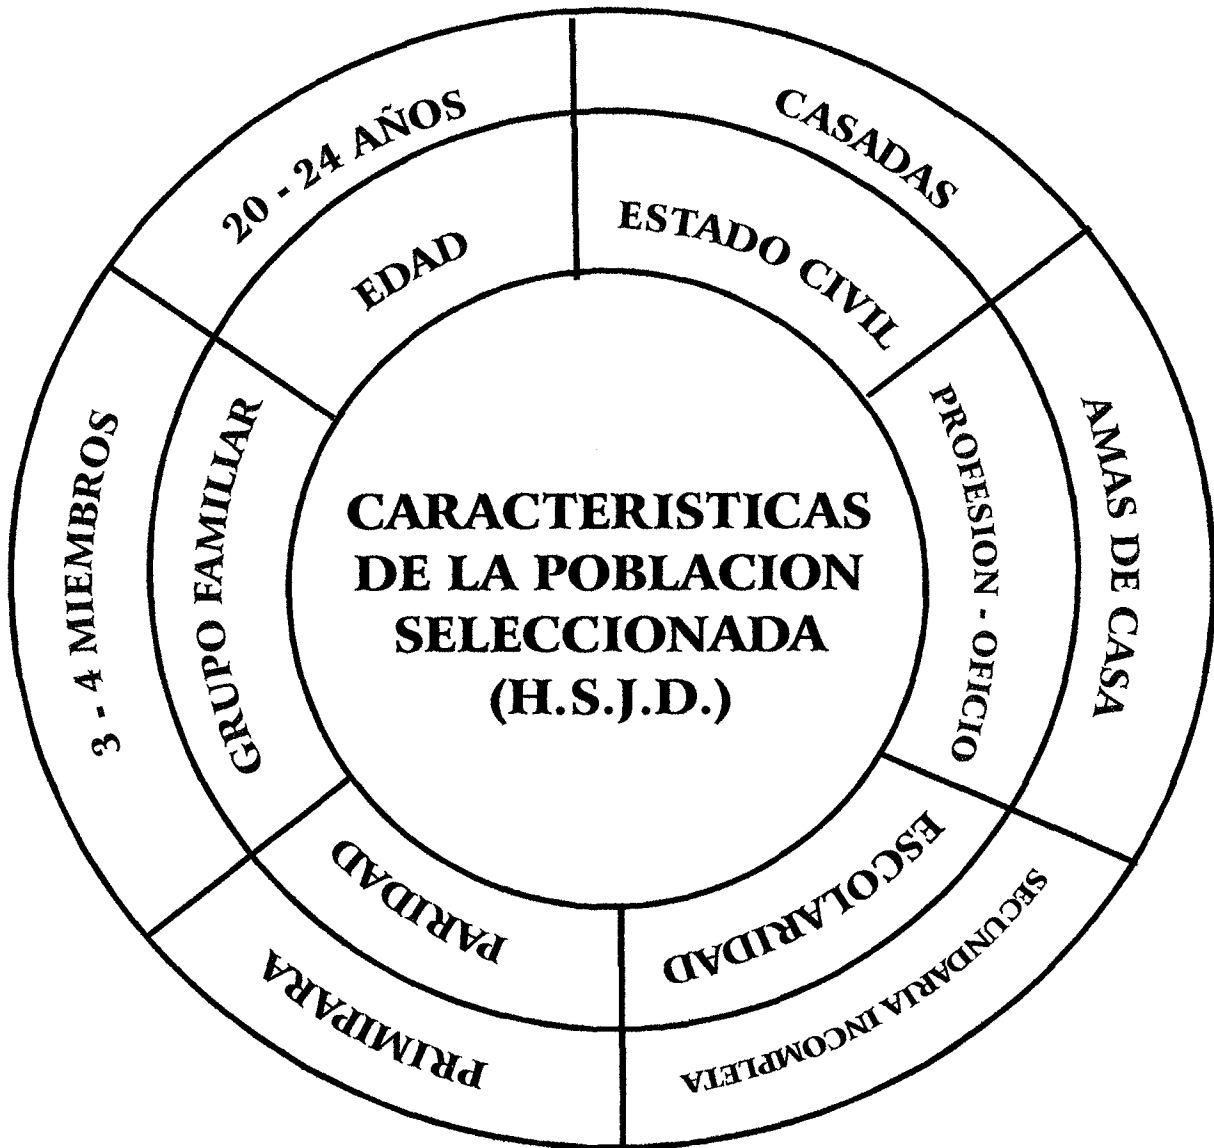 20 - 24 AÑOS
CASADAS
EDAD
ESTADO CIVIL
3 - 4 MIEMBROS
GRUPO FAMILIAR
PROFESION - OFICIO
AMAS DE CASA
CARACTERISTICAS
DE LA POBLACION
SELECCIONADA
(H.S.J.D.)
PARIDAD
ESCOLARIDAD
PRIMIPARA
SECUNDARIA INCOMPLETA